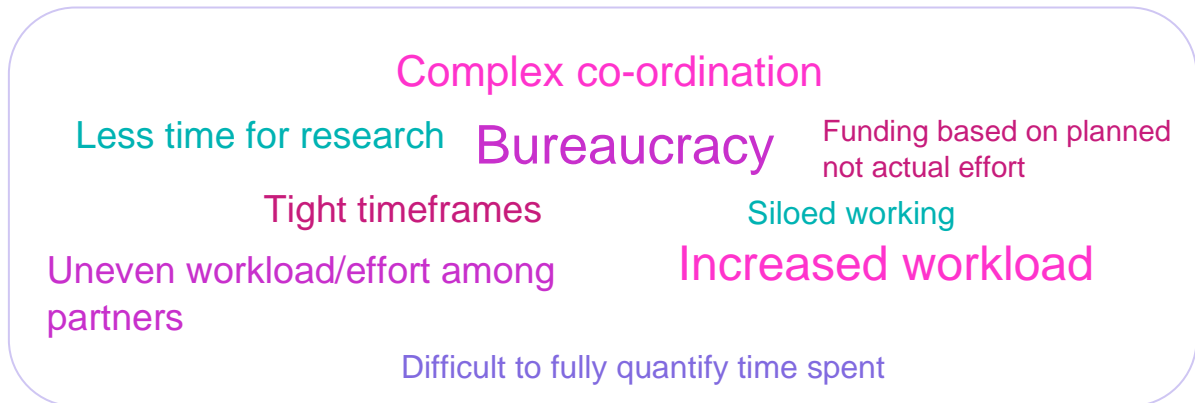 Complex co-ordination
Less time for research
Bureaucracy
Funding based on planned
not actual effort
Tight timeframes
Siloed working
Uneven workload/effort among
partners
Increased workload
Difficult to fully quantify time spent